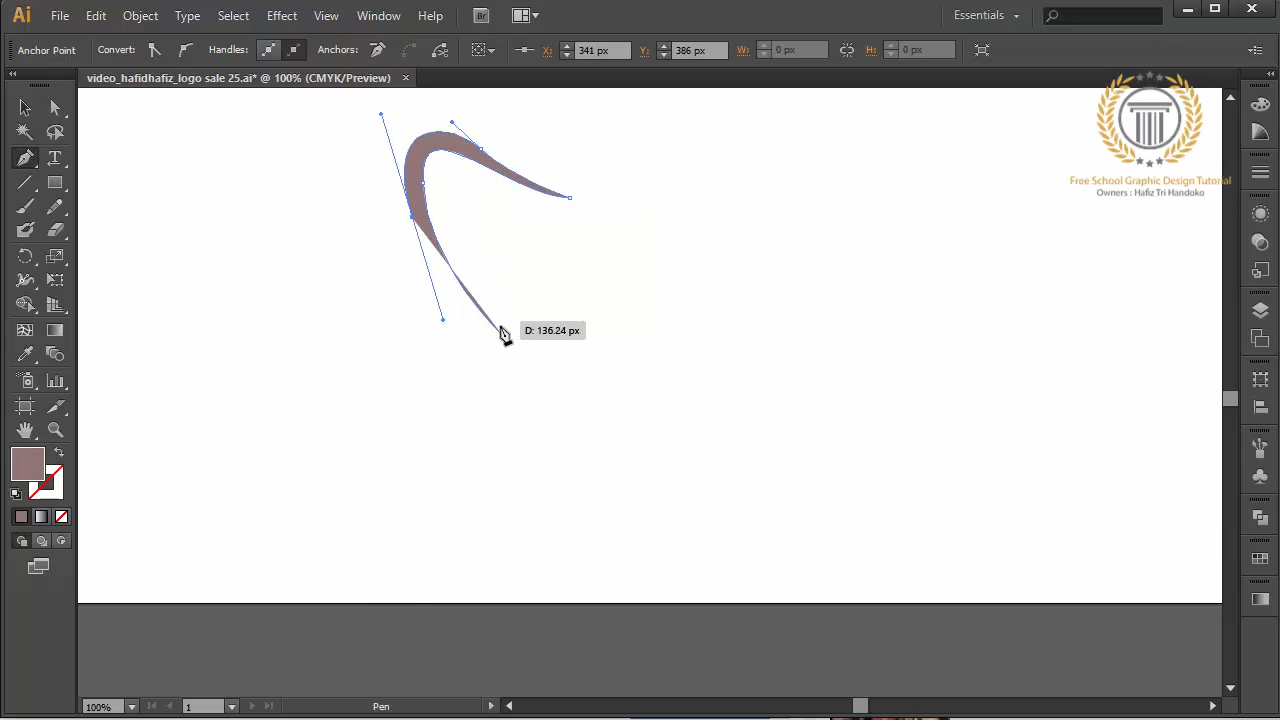 Ai File Edit Object Type Select Effect View Window Help Br Essentials
Anchor Point Convert: Handles: Anchors: X: 341 px Y: 386 px W: 0 px H: 0 px
video_hafidhafiz_logo sale 25.ai* @ 100% (CMYK/Preview) ×
Free School Graphic Design Tutorial
Owners : Hafiz Tri Handoko
D: 136.24 px
100% 1 Pen